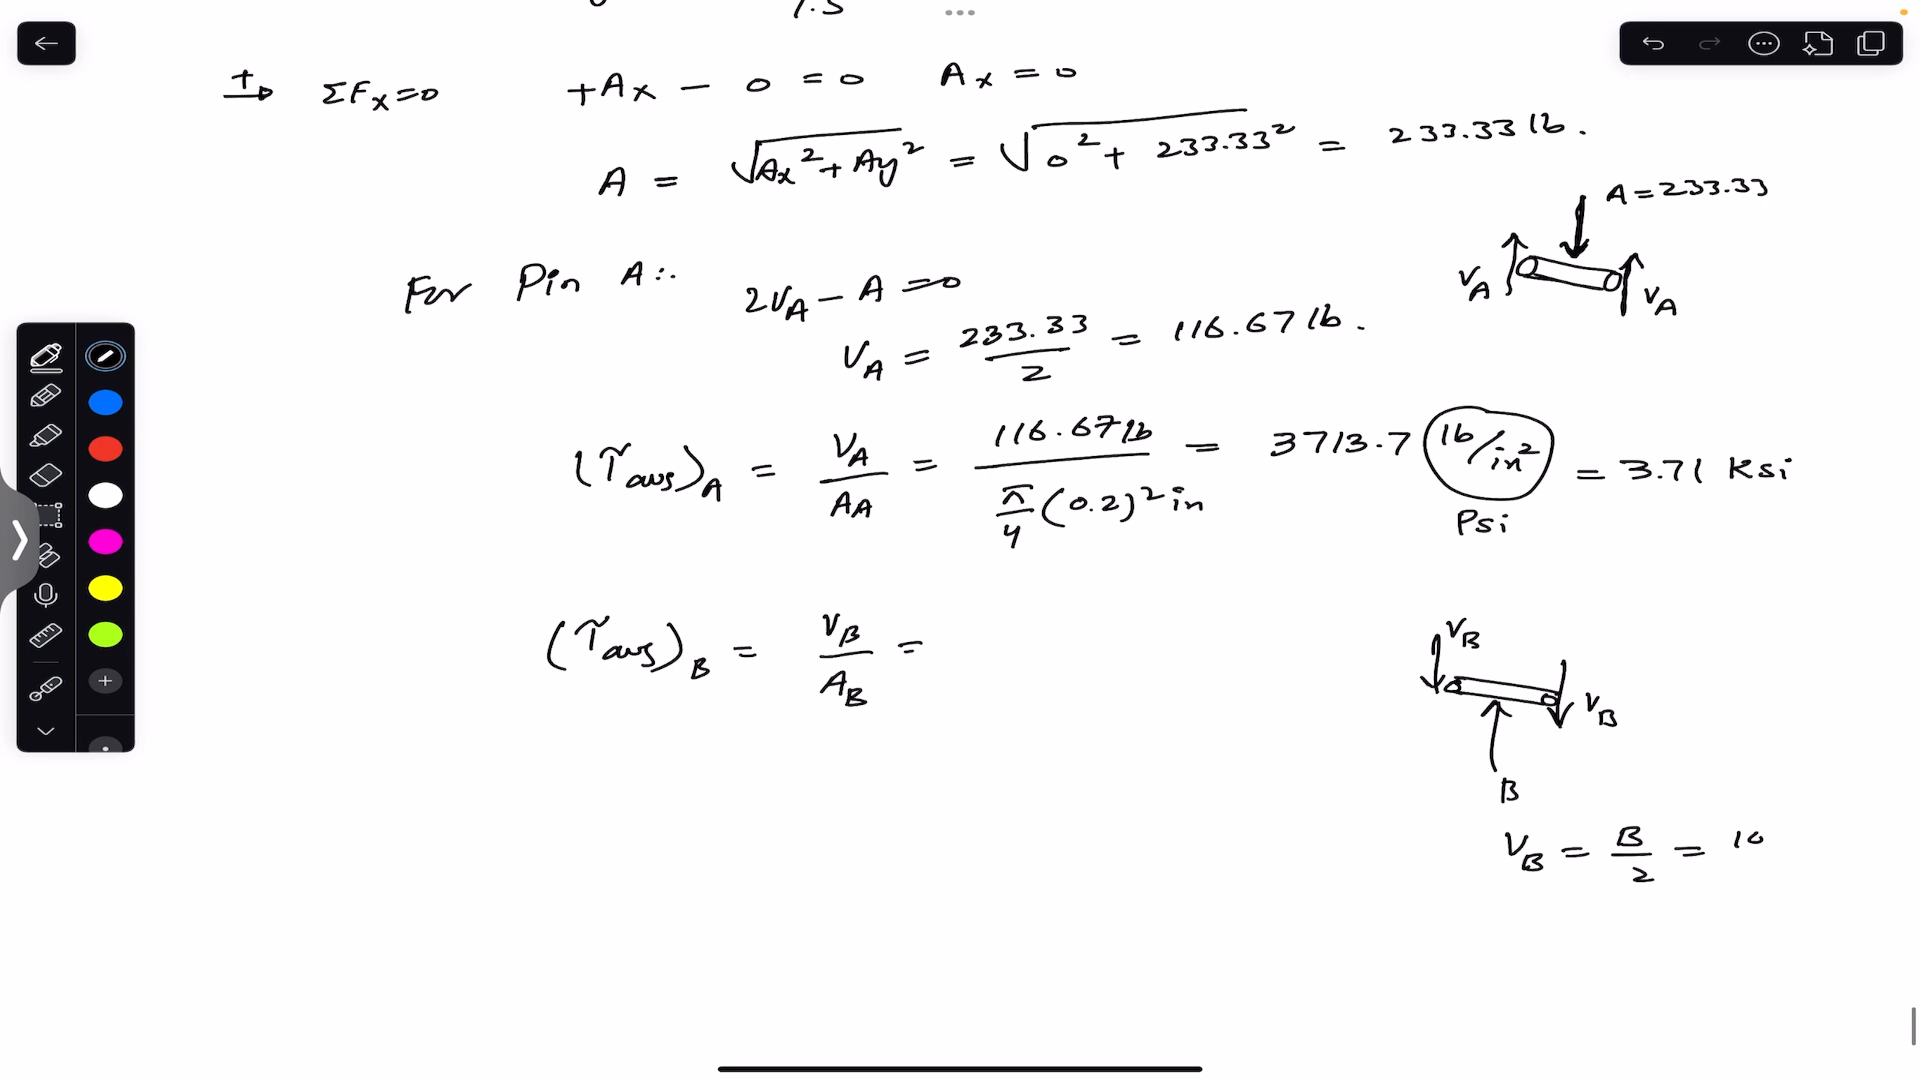 1.5
+→ ΣFx=0 +Ax - 0 = 0 Ax = 0
A = √Ax²+Ay² = √0²+ 233.33² = 233.33 lb.
A = 233.33
VA VA
For Pin A:. 2VA - A = 0
VA = 233.33/2 = 116.67 lb.
(τavg)A = VA/AA = 116.67 lb / π/4 (0.2)² in = 3713.7 lb/in² = 3.71 Ksi
Psi
(τavg)B = VB/AB =
VB
VB
B
VB = B/2 = 10